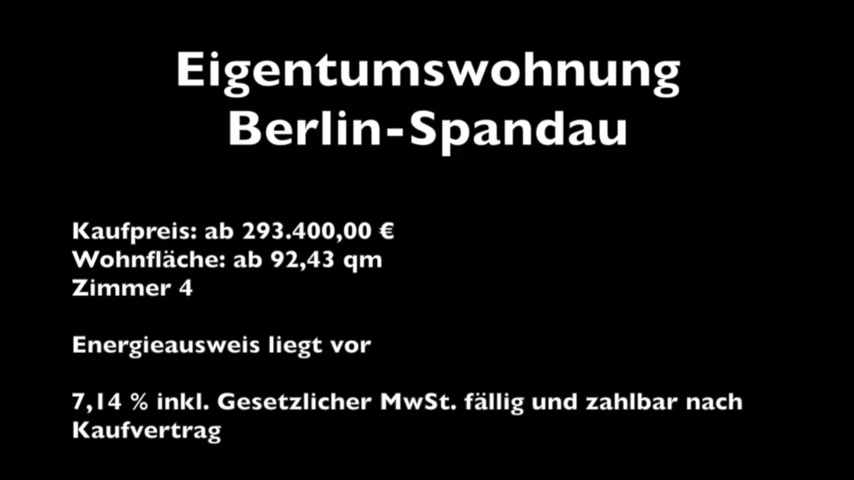 Eigentumswohnung
Berlin-Spandau
Kaufpreis: ab 293.400,00 €
Wohnfläche: ab 92,43 qm
Zimmer 4
Energieausweis liegt vor
7,14 % inkl. Gesetzlicher MwSt. fällig und zahlbar nach
Kaufvertrag